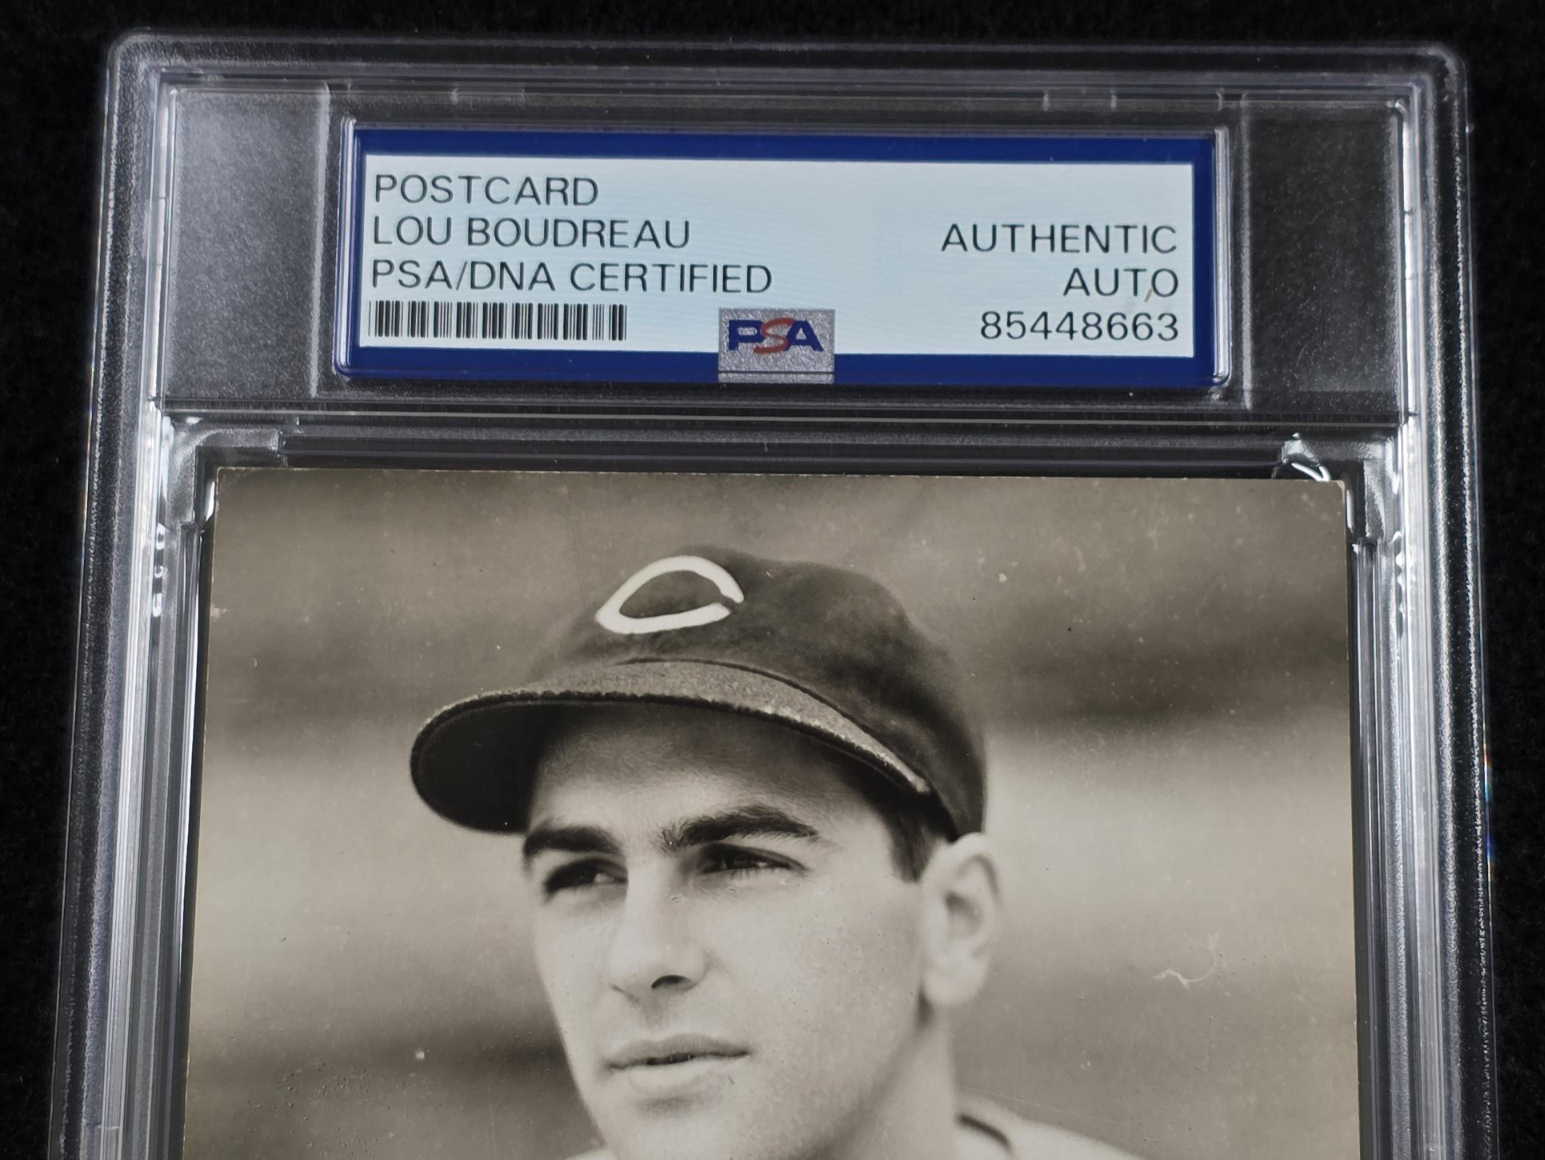 POSTCARD
LOU BOUDREAU
PSA/DNA CERTIFIED
AUTHENTIC
AUTO
85448663
PSA
C